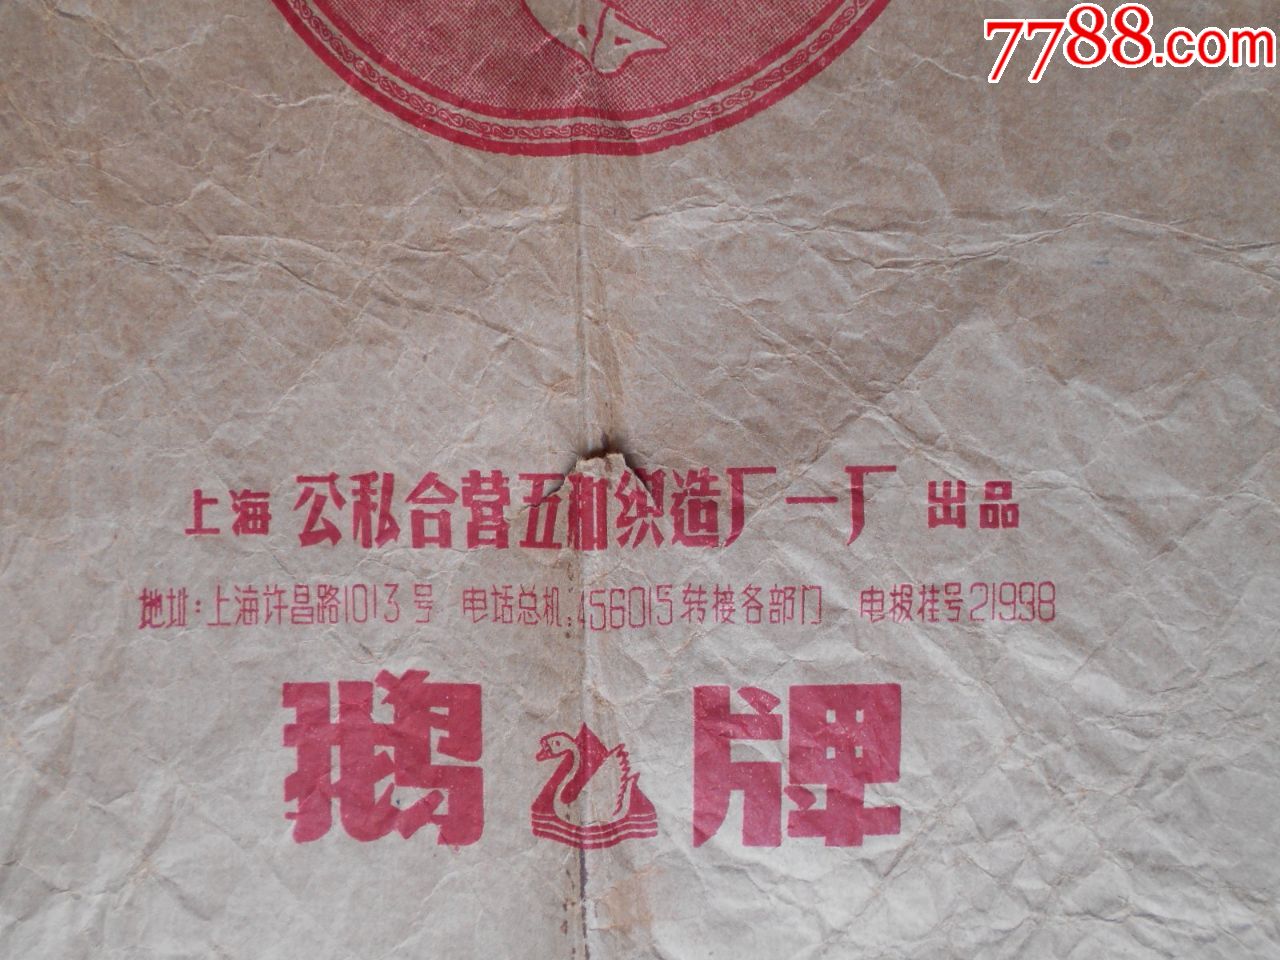 7788.com
上海 公私合营五和织造厂一厂 出品
地址:上海许昌路1013号 电话总机:456015转接各部门 电报挂号21998
鹅牌